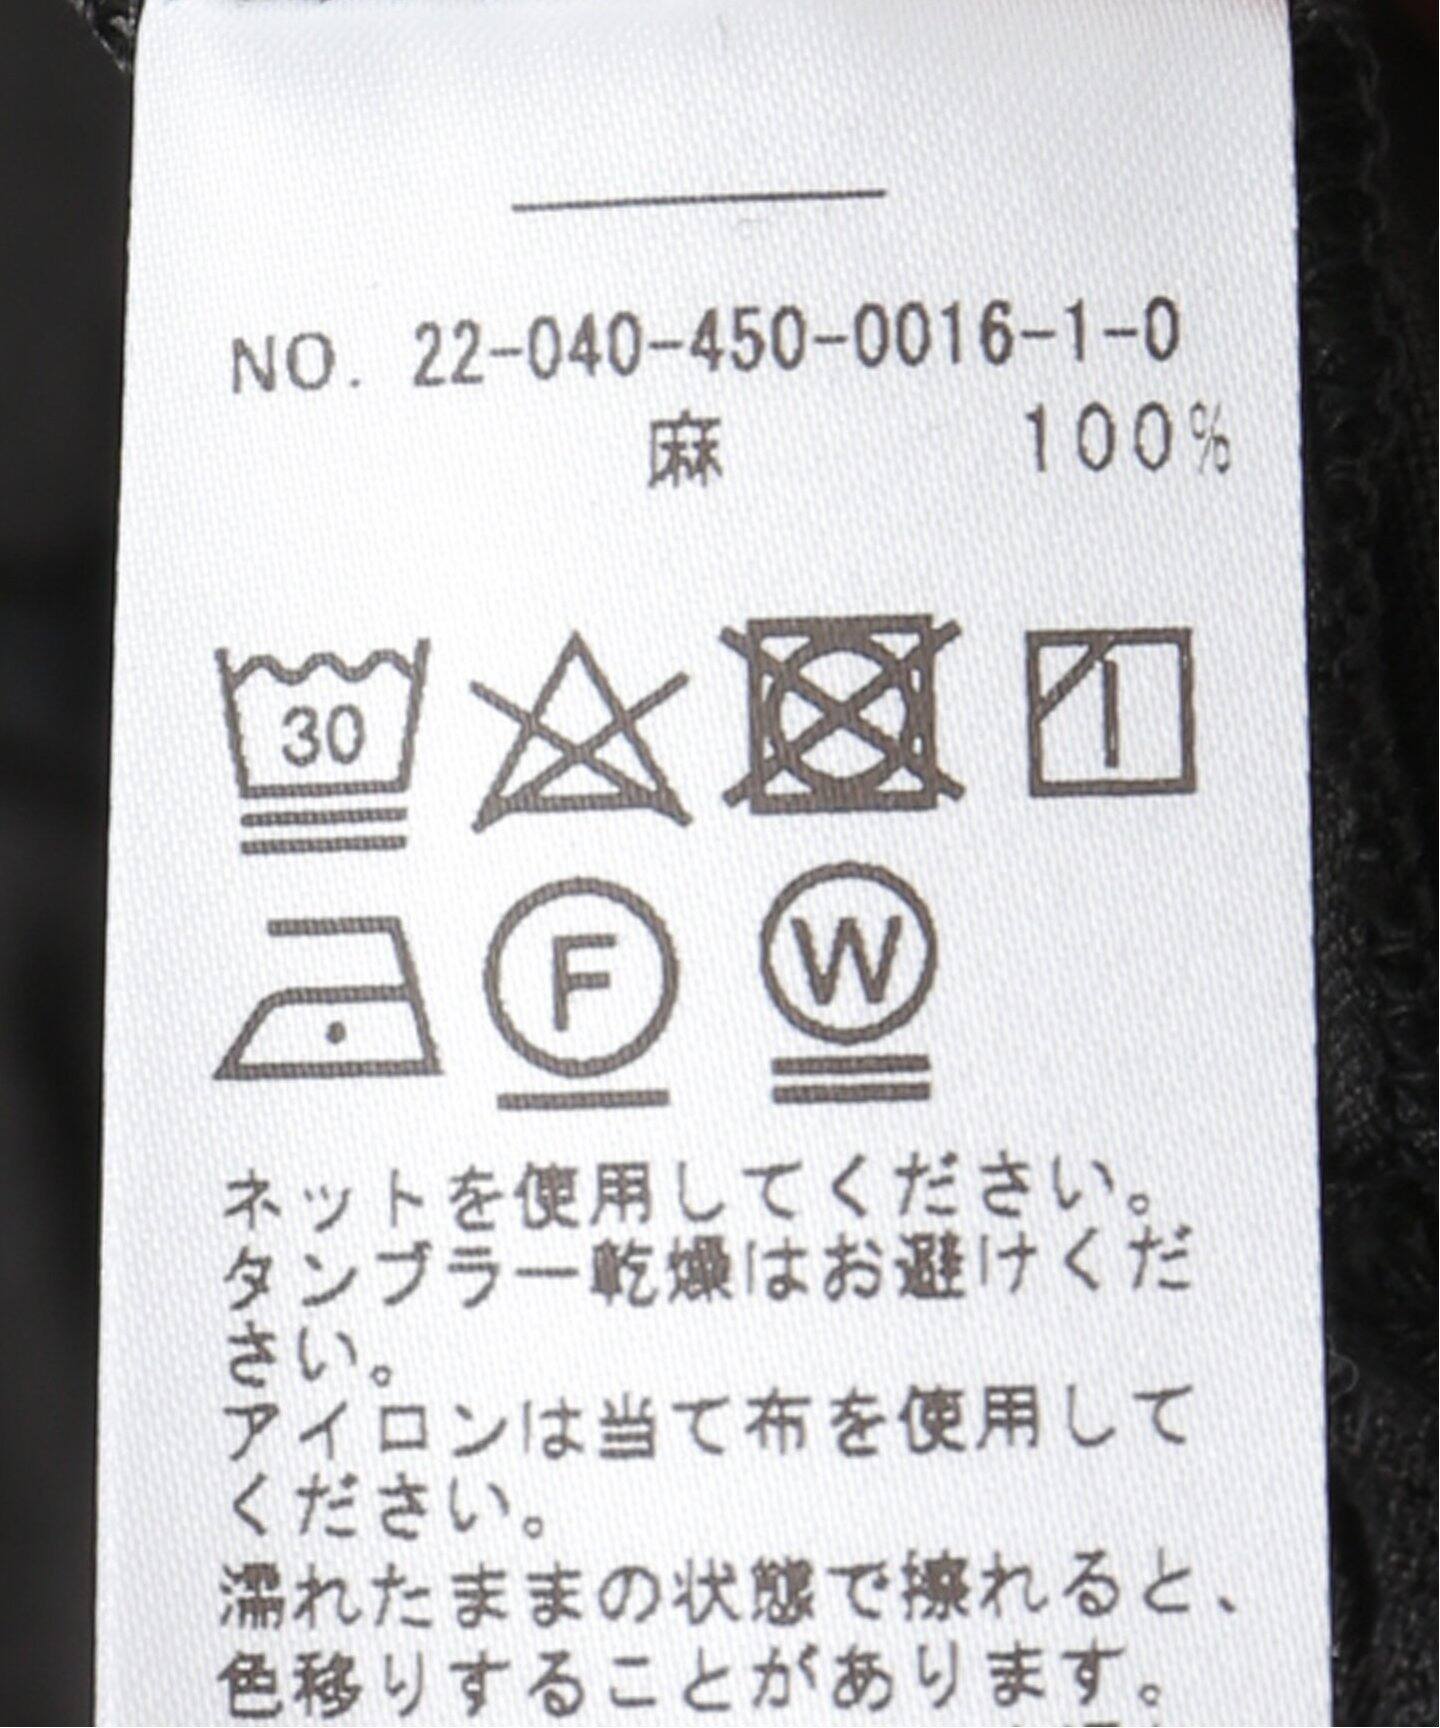 NO. 22-040-450-0016-1-0
麻 100%
30
F W
ネットを使用してください。
タンブラー乾燥はお避けくだ
さい。
アイロンは当て布を使用して
ください。
濡れたままの状態で擦れると、
色移りすることがあります。